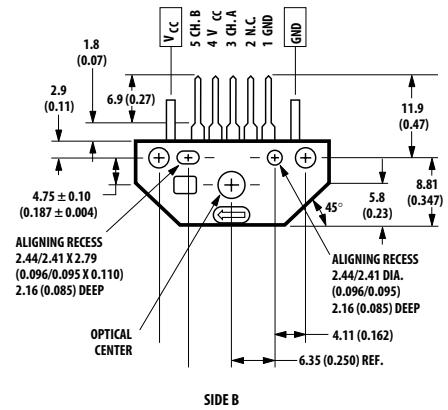 VCC
5 CH. B
4 V CC
3 CH. A
2 N.C.
1 GND
GND
1.8
(0.07)
2.9
(0.11)
6.9 (0.27)
11.9
(0.47)
4.75 ± 0.10
(0.187 ± 0.004)
5.8
(0.23)
8.81
(0.347)
45°
ALIGNING RECESS
2.44/2.41 X 2.79
(0.096/0.095 X 0.110)
2.16 (0.085) DEEP
ALIGNING RECESS
2.44/2.41 DIA.
(0.096/0.095)
2.16 (0.085) DEEP
OPTICAL
CENTER
4.11 (0.162)
6.35 (0.250) REF.
SIDE B